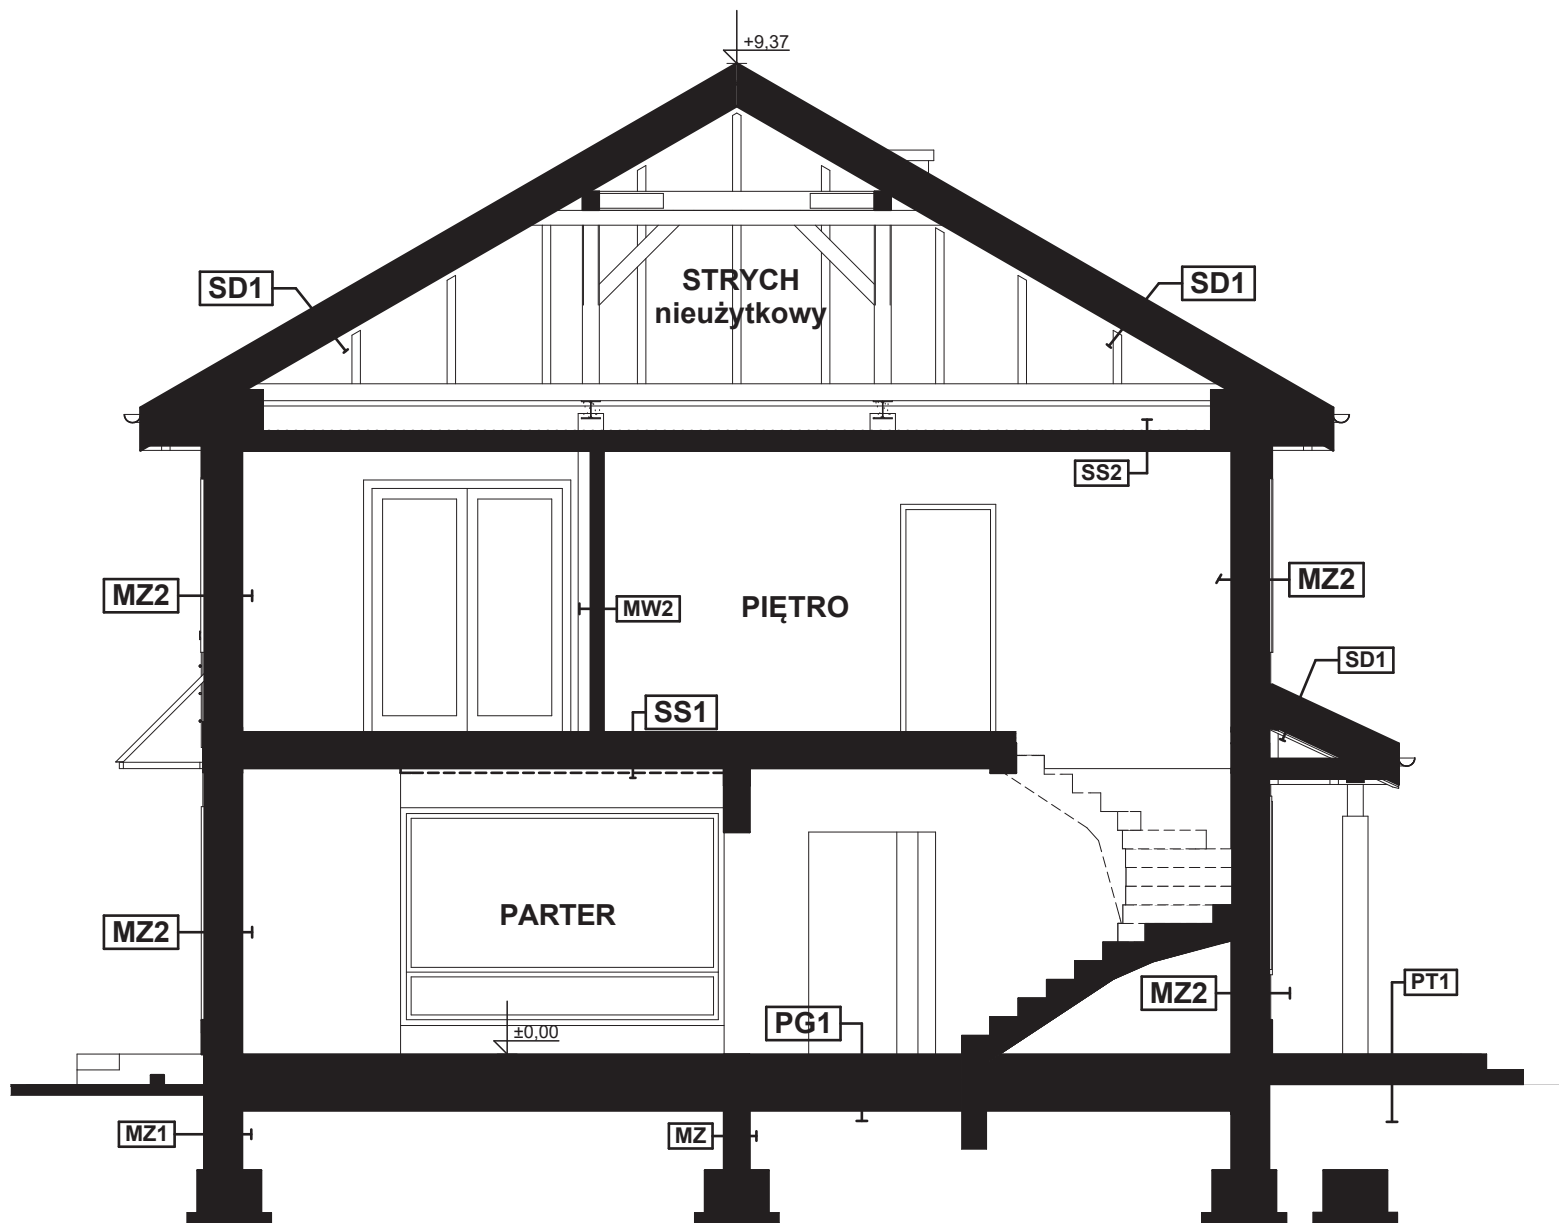 +9,37
STRYCH
nieużytkowy
SD1
SD1
SS2
MZ2
MW2
PIĘTRO
MZ2
SD1
SS1
PARTER
MZ2
MZ2
PT1
PG1
±0,00
MZ1
MZ